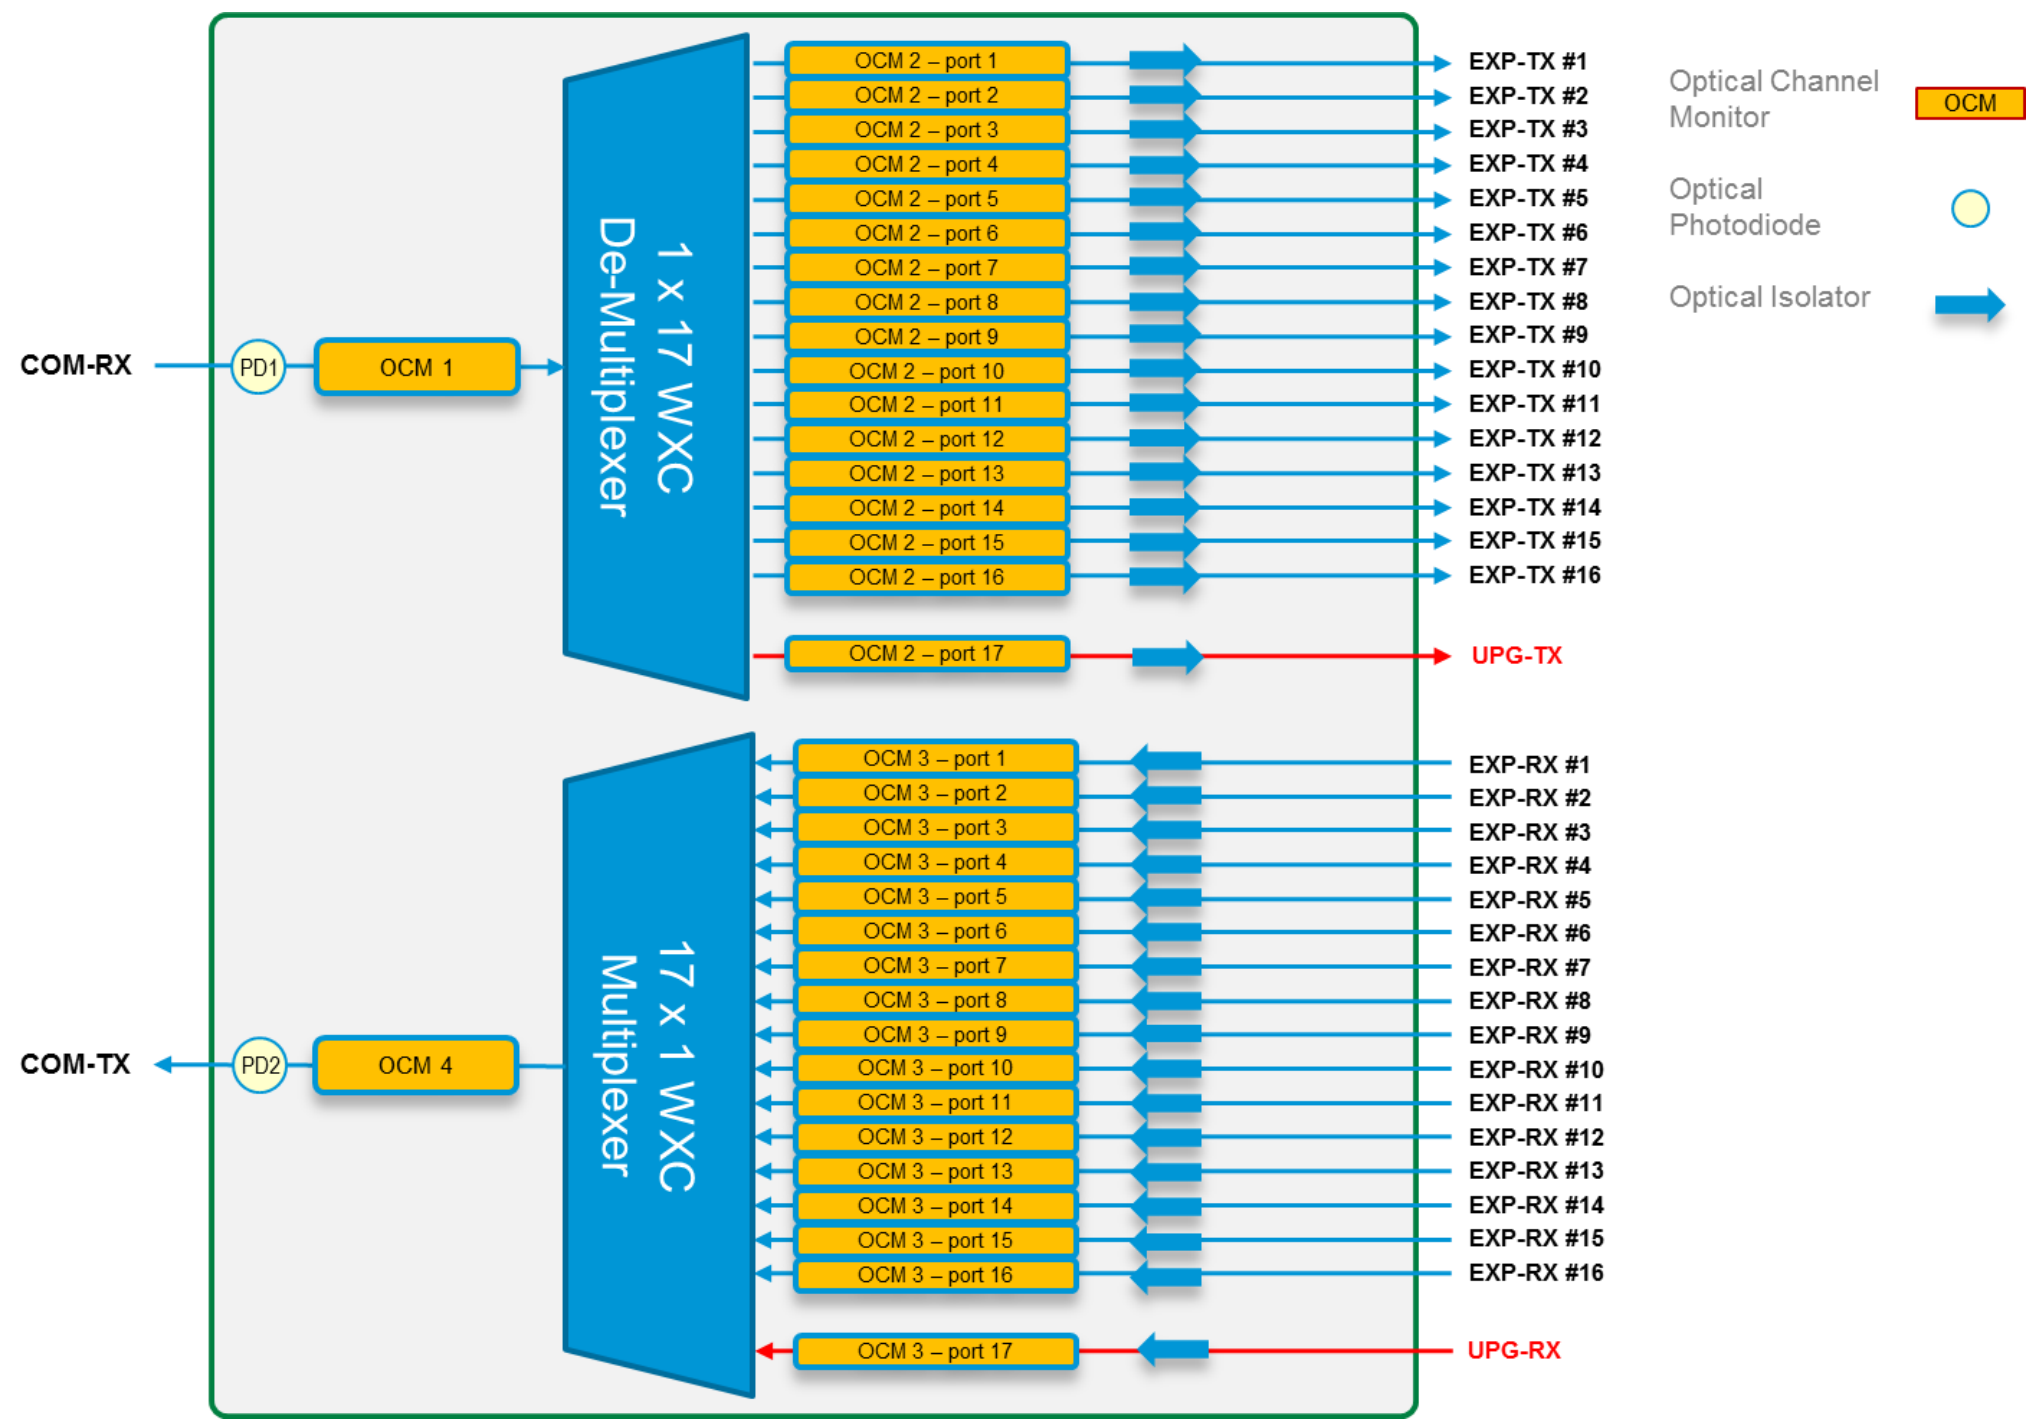 OCM 2 – port 1
EXP-TX #1
OCM 2 – port 2
EXP-TX #2
OCM 2 – port 3
EXP-TX #3
OCM 2 – port 4
EXP-TX #4
OCM 2 – port 5
EXP-TX #5
OCM 2 – port 6
EXP-TX #6
OCM 2 – port 7
EXP-TX #7
OCM 2 – port 8
EXP-TX #8
OCM 2 – port 9
EXP-TX #9
OCM 2 – port 10
EXP-TX #10
OCM 2 – port 11
EXP-TX #11
OCM 2 – port 12
EXP-TX #12
OCM 2 – port 13
EXP-TX #13
OCM 2 – port 14
EXP-TX #14
OCM 2 – port 15
EXP-TX #15
OCM 2 – port 16
EXP-TX #16
OCM 2 – port 17
UPG-TX
1 x 17 WXC
De-Multiplexer
COM-RX
PD1
OCM 1
Optical Channel
Monitor
OCM
Optical
Photodiode
Optical Isolator
OCM 3 – port 1
EXP-RX #1
OCM 3 – port 2
EXP-RX #2
OCM 3 – port 3
EXP-RX #3
OCM 3 – port 4
EXP-RX #4
OCM 3 – port 5
EXP-RX #5
OCM 3 – port 6
EXP-RX #6
OCM 3 – port 7
EXP-RX #7
OCM 3 – port 8
EXP-RX #8
OCM 3 – port 9
EXP-RX #9
OCM 3 – port 10
EXP-RX #10
OCM 3 – port 11
EXP-RX #11
OCM 3 – port 12
EXP-RX #12
OCM 3 – port 13
EXP-RX #13
OCM 3 – port 14
EXP-RX #14
OCM 3 – port 15
EXP-RX #15
OCM 3 – port 16
EXP-RX #16
OCM 3 – port 17
UPG-RX
17 x 1 WXC
Multiplexer
COM-TX
PD2
OCM 4